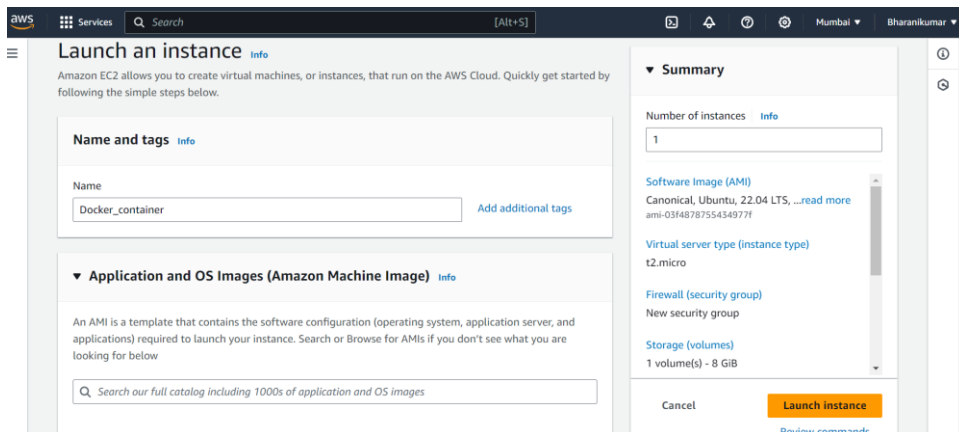 aws
Services
Search
[Alt+S]
Mumbai
Bharanikumar
Launch an instance Info
Amazon EC2 allows you to create virtual machines, or instances, that run on the AWS Cloud. Quickly get started by
following the simple steps below.
Name and tags Info
Name
Docker_container
Add additional tags
Application and OS Images (Amazon Machine Image) Info
An AMI is a template that contains the software configuration (operating system, application server, and
applications) required to launch your instance. Search or Browse for AMIs if you don't see what you are
looking for below
Search our full catalog including 1000s of application and OS images
Summary
Number of instances Info
1
Software Image (AMI)
Canonical, Ubuntu, 22.04 LTS, ...read more
ami-03f4878755434977f
Virtual server type (instance type)
t2.micro
Firewall (security group)
New security group
Storage (volumes)
1 volume(s) - 8 GiB
Cancel
Launch instance
Review commands